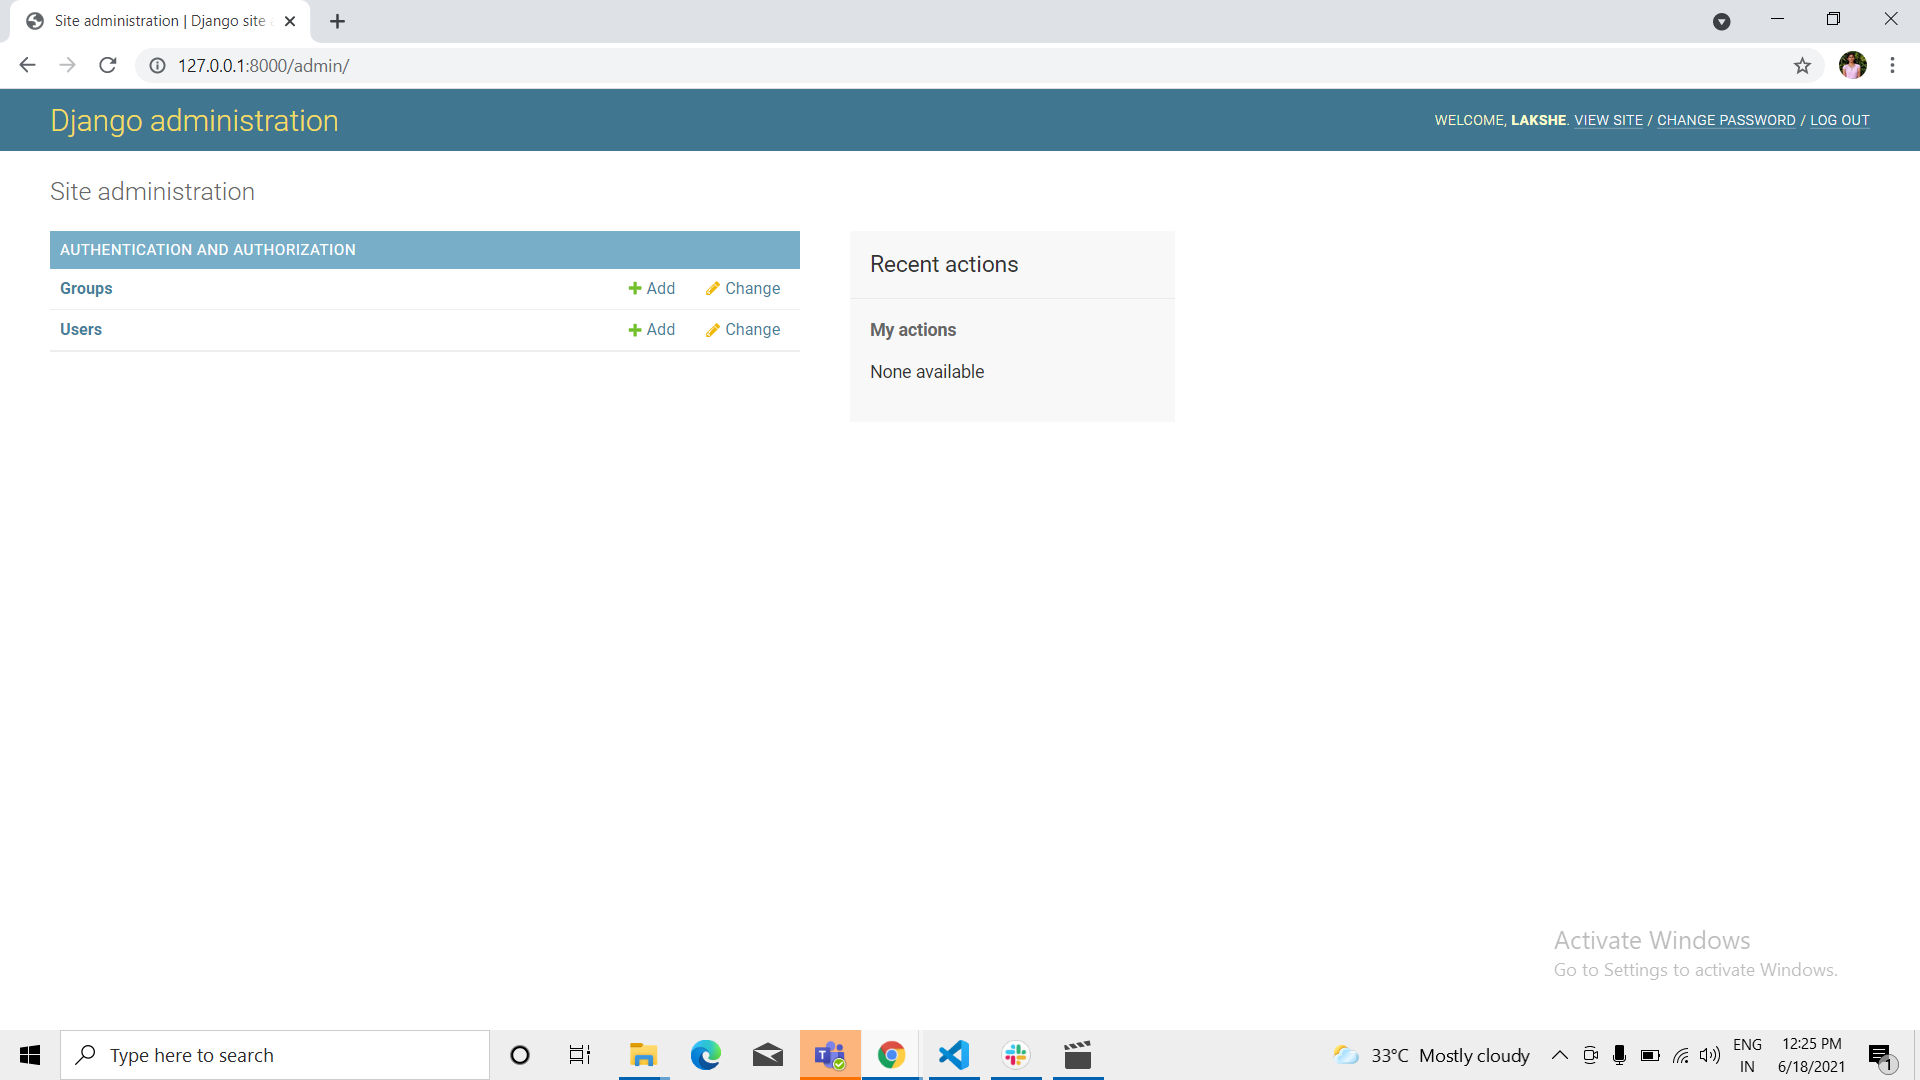 Site administration | Django site
127.0.0.1:8000/admin/
Django administration
WELCOME, LAKSHE. VIEW SITE / CHANGE PASSWORD / LOG OUT
Site administration
AUTHENTICATION AND AUTHORIZATION
Groups Add Change
Users Add Change
Recent actions
My actions
None available
Activate Windows
Go to Settings to activate Windows.
Type here to search
33°C Mostly cloudy
ENG
IN
12:25 PM
6/18/2021
1